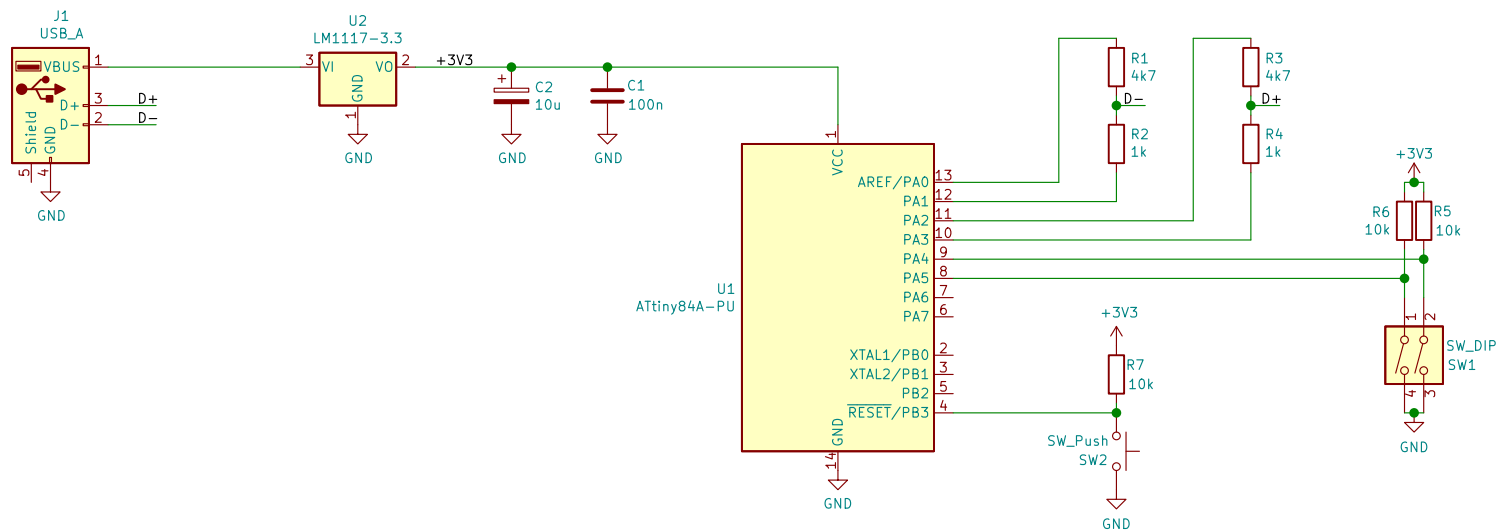 J1
USB_A
VBUS
1
D+
3
D+
D-
2
D-
Shield
GND
5
4
GND
U2
LM1117-3.3
3
VI
VO
2
GND
1
GND
+3V3
+
C2
10u
GND
C1
100n
GND
1
VCC
U1
ATtiny84A-PU
AREF/PA0
13
PA1
12
PA2
11
PA3
10
PA4
9
PA5
8
PA6
7
PA7
6
XTAL1/PB0
2
XTAL2/PB1
3
PB2
5
RESET/PB3
4
GND
14
GND
R1
4k7
D-
R2
1k
R3
4k7
D+
R4
1k
+3V3
R7
10k
SW_Push
SW2
GND
+3V3
R6
10k
R5
10k
1
2
SW_DIP
SW1
4
3
GND